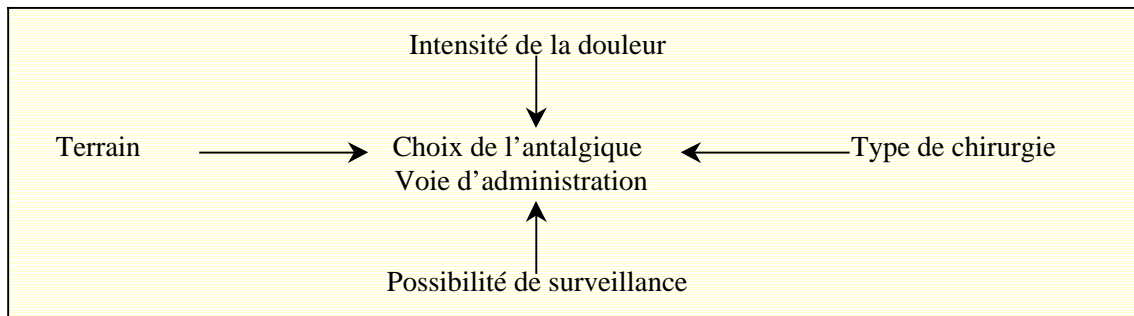 Intensité de la douleur
Terrain
Choix de l’antalgique
Type de chirurgie
Voie d’administration
Possibilité de surveillance